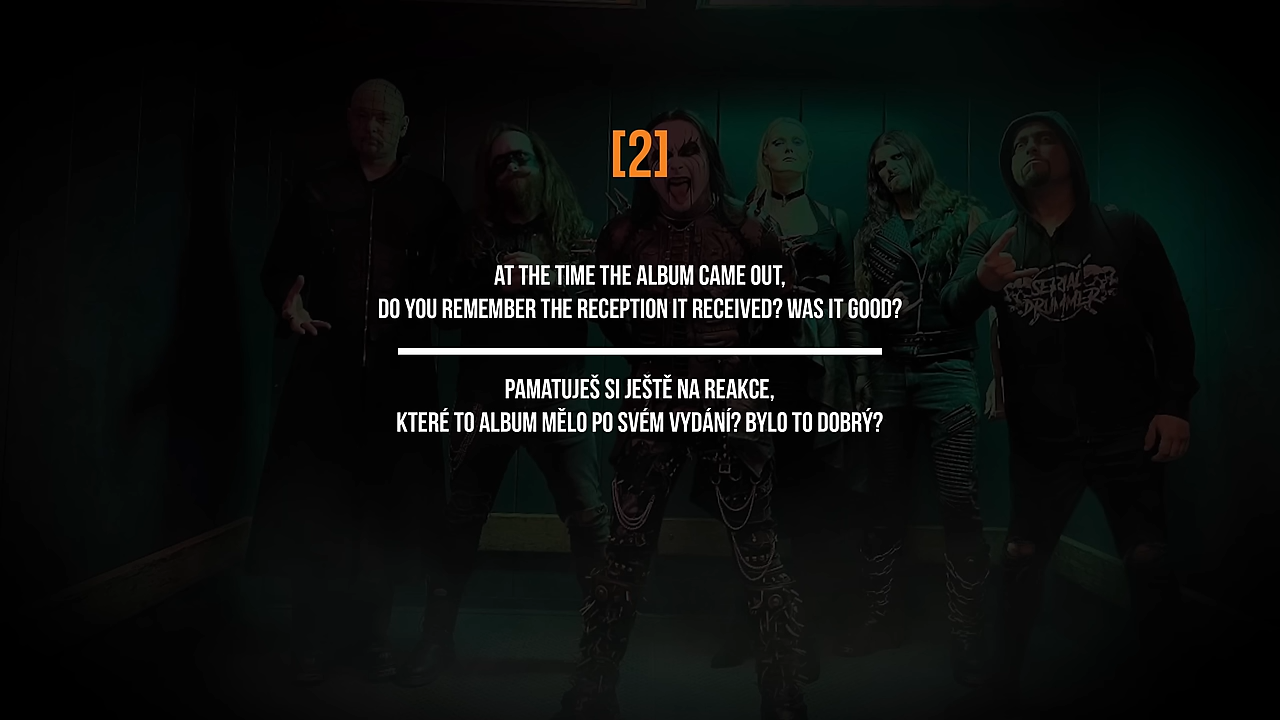 [2]
AT THE TIME THE ALBUM CAME OUT,
DO YOU REMEMBER THE RECEPTION IT RECEIVED? WAS IT GOOD?
PAMATUJEŠ SI JEŠTĚ NA REAKCE,
KTERÉ TO ALBUM MĚLO PO SVÉM VYDÁNÍ? BYLO TO DOBRÝ?
SERIAL
DRUMMER